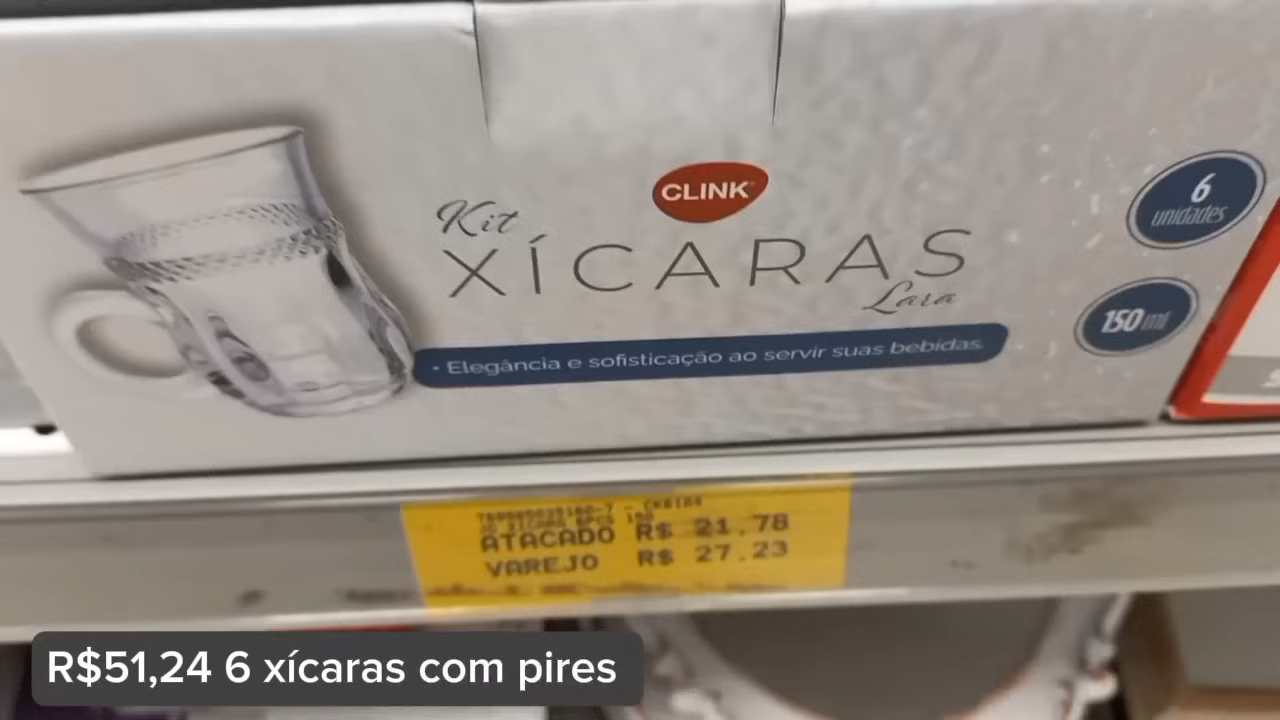 CLINK
Kit
XÍCARAS
Lara
• Elegância e sofisticação ao servir suas bebidas.
6
unidades
150 ml
ATACADO R$ 21.78
VAREJO R$ 27.23
R$51,24 6 xícaras com pires